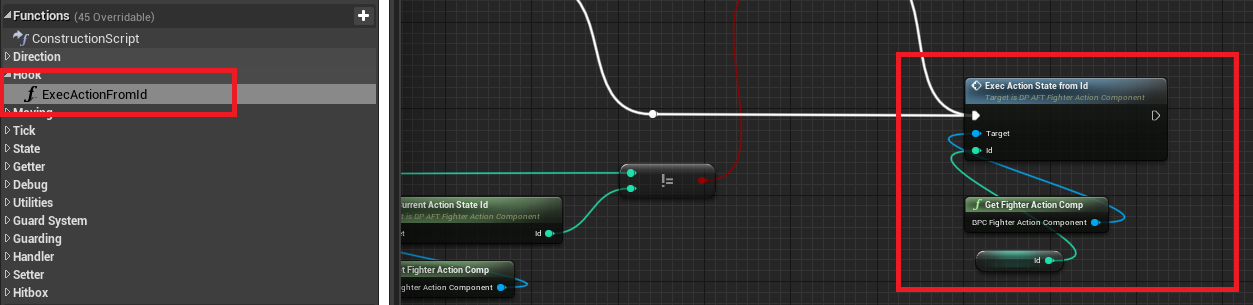 Functions (45 Overridable)
ConstructionScript
Direction
Hook
ExecActionFromId
Moving
Tick
State
Getter
Debug
Utilities
Guard System
Guarding
Handler
Setter
Hitbox
!=
urrent Action State Id
t is DP AFT Fighter Action Component
et
Id
t Fighter Action Comp
ighter Action Component
Exec Action State from Id
Target is DP AFT Fighter Action Component
Target
Id
Get Fighter Action Comp
BPC Fighter Action Component
Id